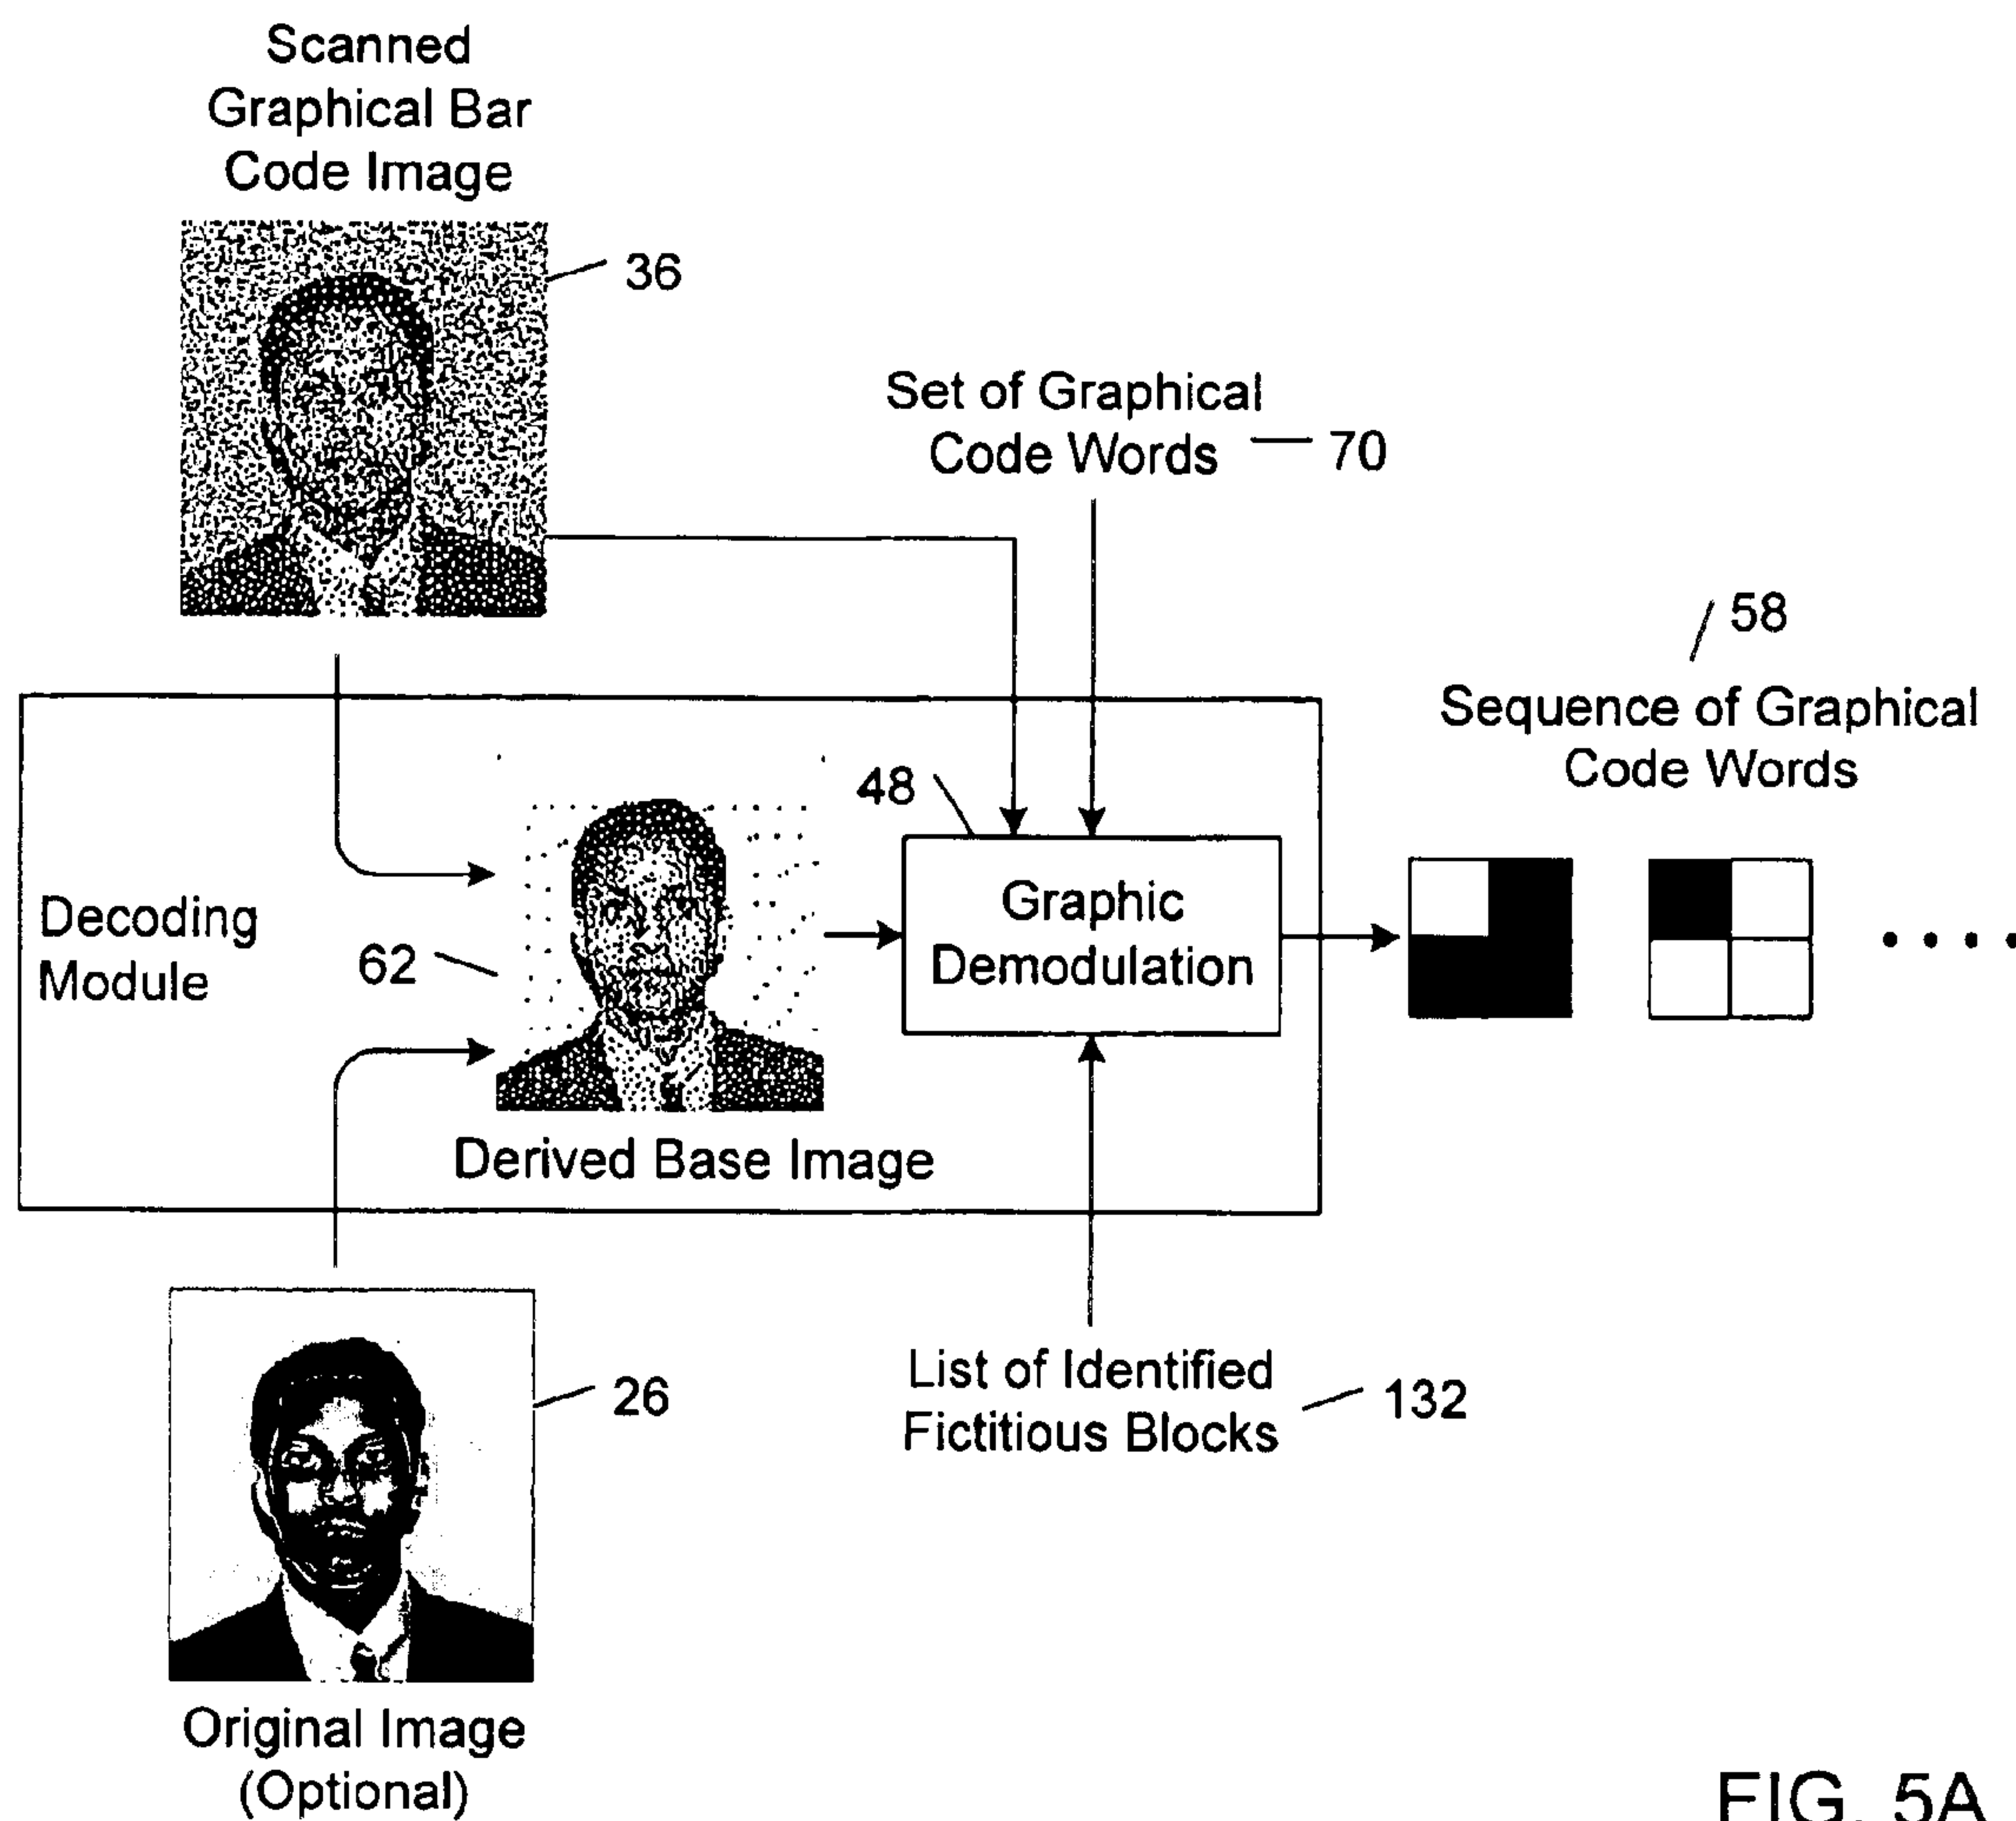 Scanned
Graphical Bar
Code Image
36
Set of Graphical
Code Words
70
58
Sequence of Graphical
Code Words
48
Decoding
Module
62
Graphic
Demodulation
Derived Base Image
26
List of Identified
Fictitious Blocks
132
Original Image
(Optional)
FIG. 5A